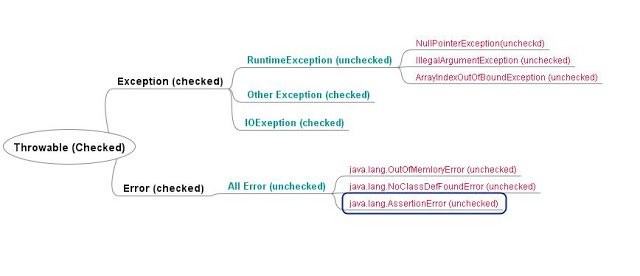 NullPointerException(uncheckd)
RuntimeException (unchecked)
IllegalArgumentException (unchecked)
ArrayIndexOutOfBoundException (unchecked)
Exception (checked)
Other Exception (checked)
IOExeption (checked)
Throwable (Checked)
java.lang.OutOfMemloryError (unchecked)
Error (checked)
All Error (unchecked)
java.lang.NoClassDefFoundError (unchecked)
java.lang.AssertionError (unchecked)